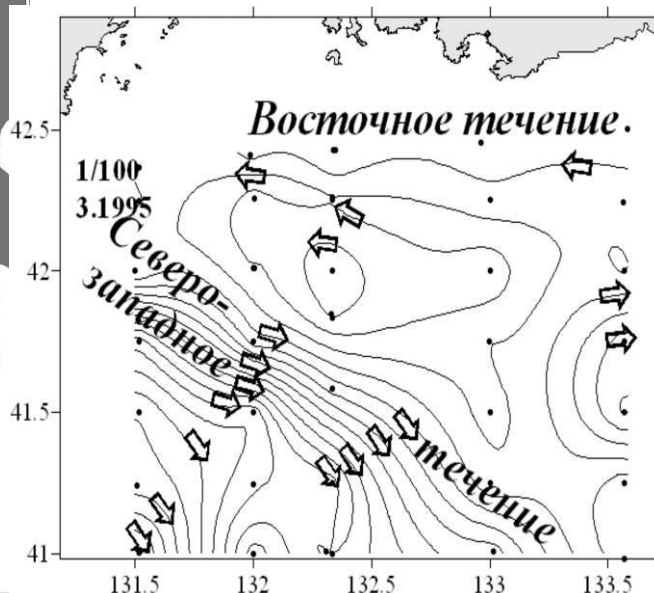 Восточное течение
42.5
1/100
3.1995
Северо-
западное
течение
42
41.5
41
131.5 132 132.5 133 133.5